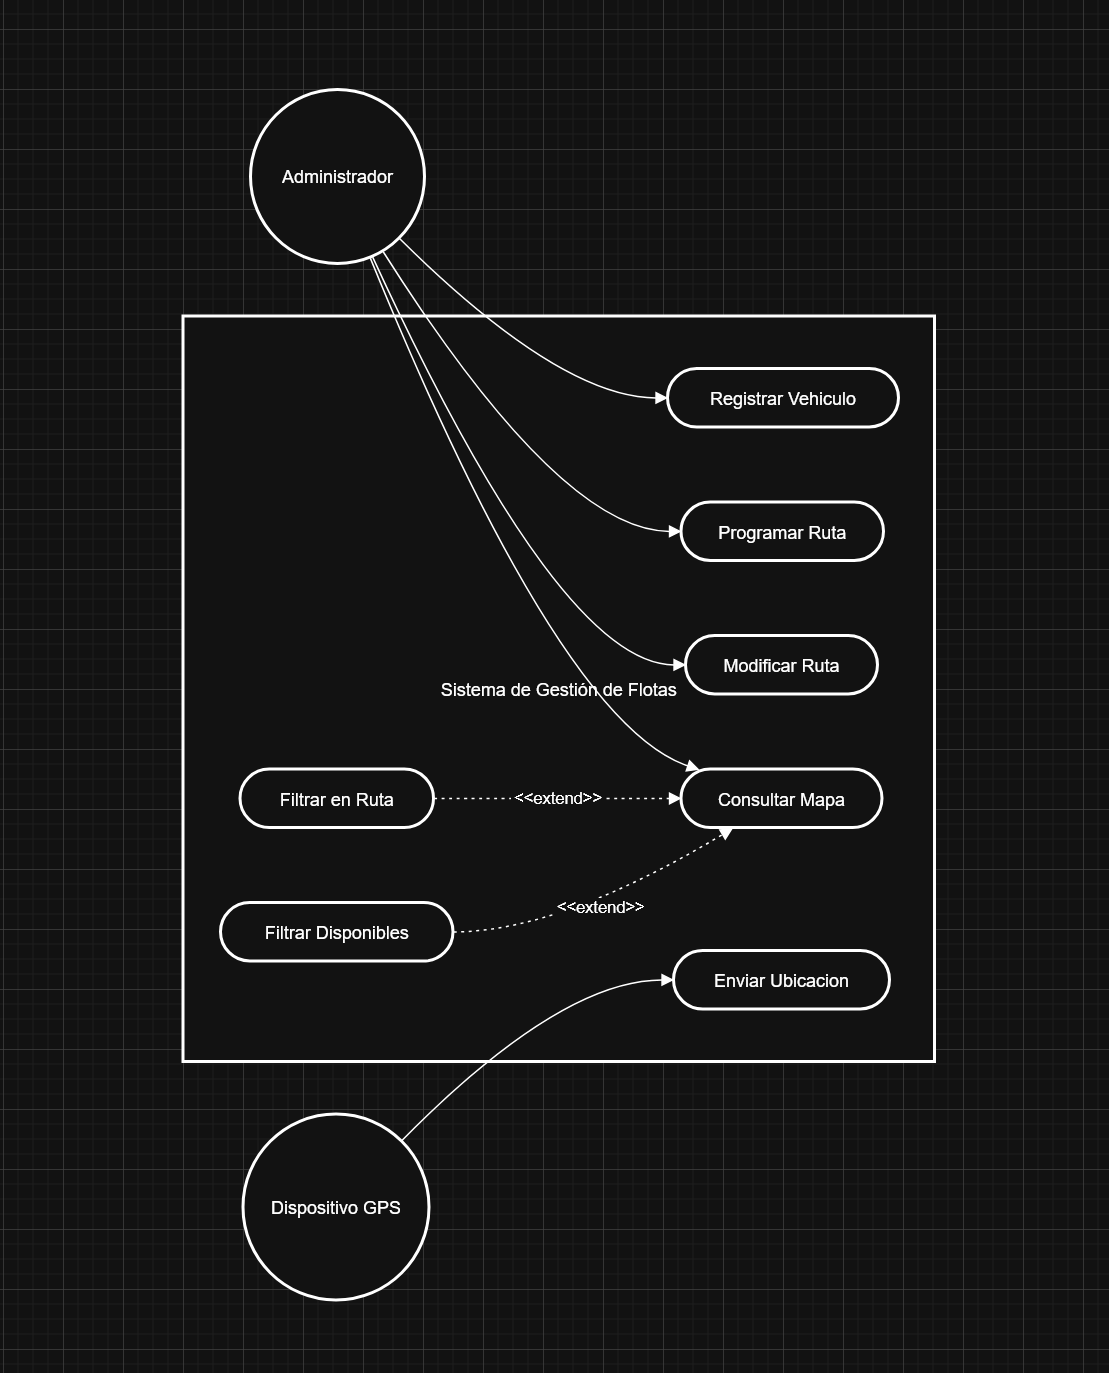 Administrador
Registrar Vehiculo
Programar Ruta
Modificar Ruta
Sistema de Gestión de Flotas
Filtrar en Ruta
<<extend>>
Consultar Mapa
<<extend>>
Filtrar Disponibles
Enviar Ubicacion
Dispositivo GPS